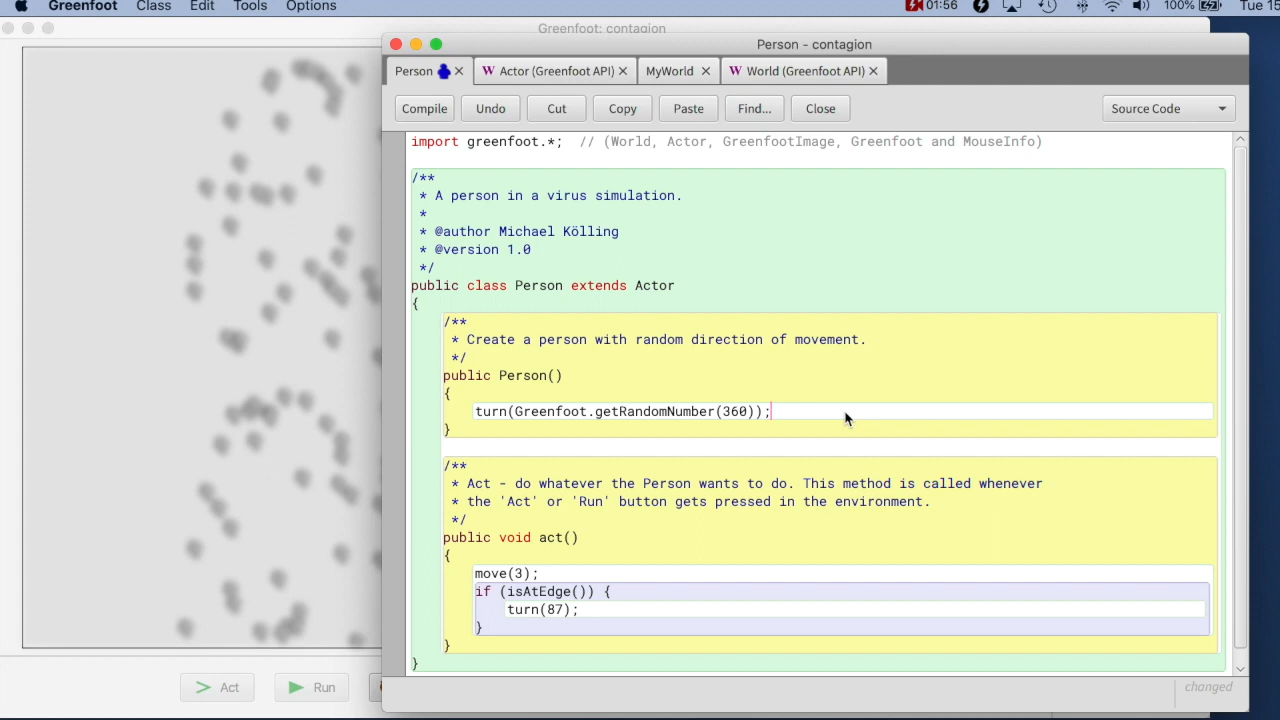 Greenfoot Class Edit Tools Options 01:56 100% Tue 15
Greenfoot: contagion
Person - contagion
Person Actor (Greenfoot API) MyWorld World (Greenfoot API)
Compile Undo Cut Copy Paste Find... Close Source Code
import greenfoot.*;  // (World, Actor, GreenfootImage, Greenfoot and MouseInfo)
/**
 * A person in a virus simulation.
 *
 * @author Michael Kölling
 * @version 1.0
 */
public class Person extends Actor
{
/**
 * Create a person with random direction of movement.
 */
public Person()
{
turn(Greenfoot.getRandomNumber(360));
}
/**
 * Act - do whatever the Person wants to do. This method is called whenever
 * the 'Act' or 'Run' button gets pressed in the environment.
 */
public void act()
{
move(3);
if (isAtEdge()) {
turn(87);
}
}
}
Act Run
changed